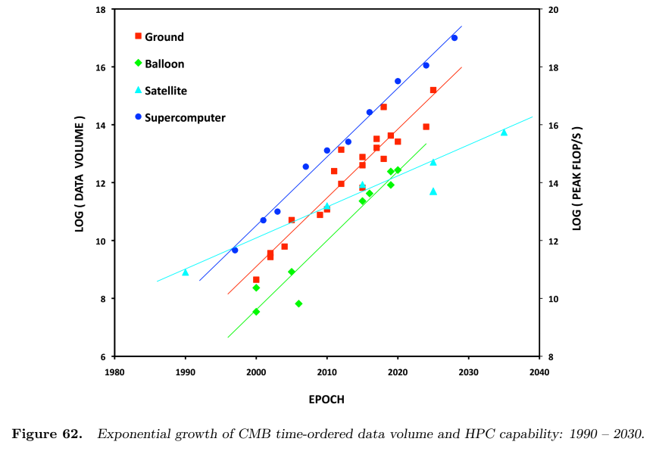 18
20
Ground
Balloon
Satellite
Supercomputer
16
18
14
16
12
14
10
12
8
10
6
8
LOG ( DATA VOLUME )
LOG ( PEAK FLOP/S )
1980 1990 2000 2010 2020 2030 2040
EPOCH
Figure 62. Exponential growth of CMB time-ordered data volume and HPC capability: 1990 – 2030.